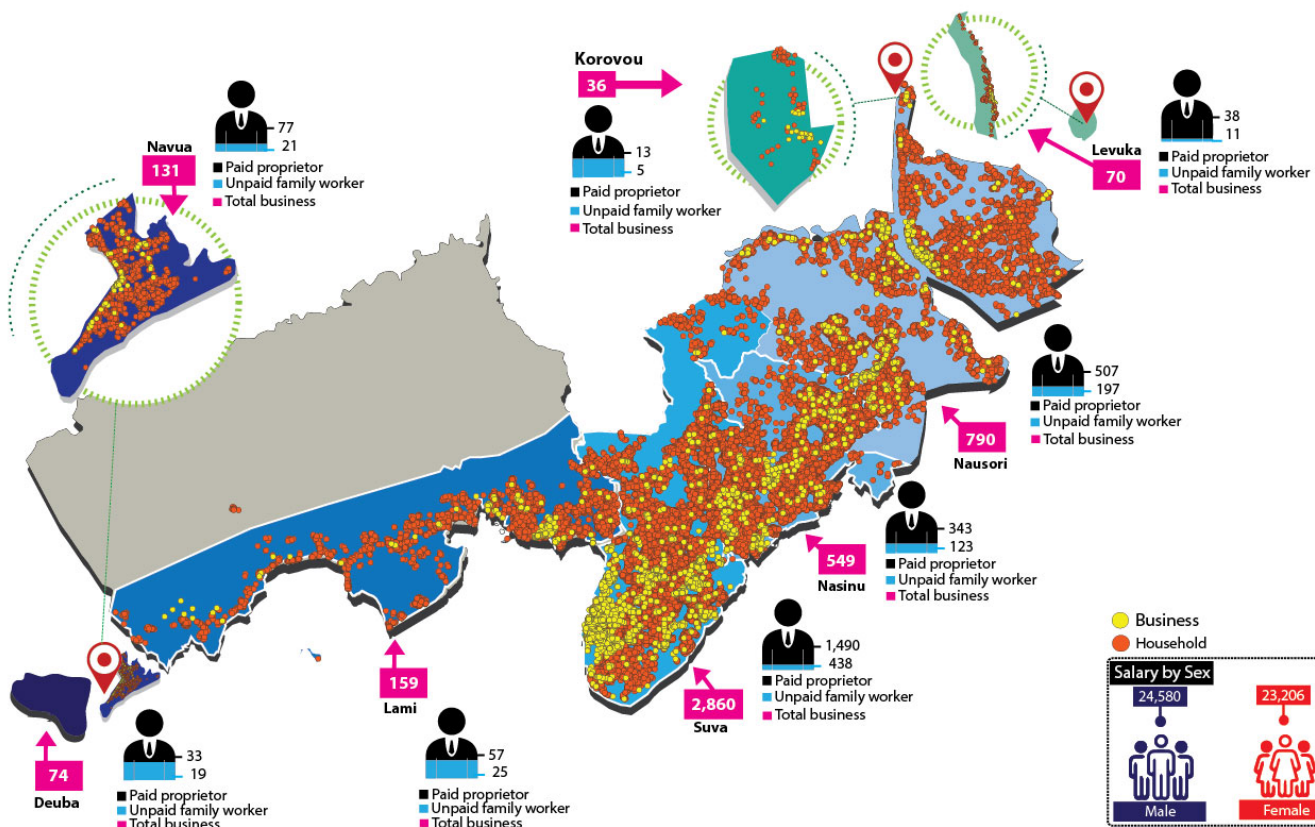 Navua
131
77
21
Paid proprietor
Unpaid family worker
Total business
Korovou
36
13
5
Paid proprietor
Unpaid family worker
Total business
Levuka
70
38
11
Paid proprietor
Unpaid family worker
Total business
507
197
Paid proprietor
Unpaid family worker
Total business
790
Nausori
343
123
Paid proprietor
Unpaid family worker
Total business
549
Nasinu
1,490
438
Paid proprietor
Unpaid family worker
Total business
2,860
Suva
159
Lami
57
25
Paid proprietor
Unpaid family worker
Total business
74
Deuba
33
19
Paid proprietor
Unpaid family worker
Total business
Business
Household
Salary by Sex
24,580
23,206
Male
Female